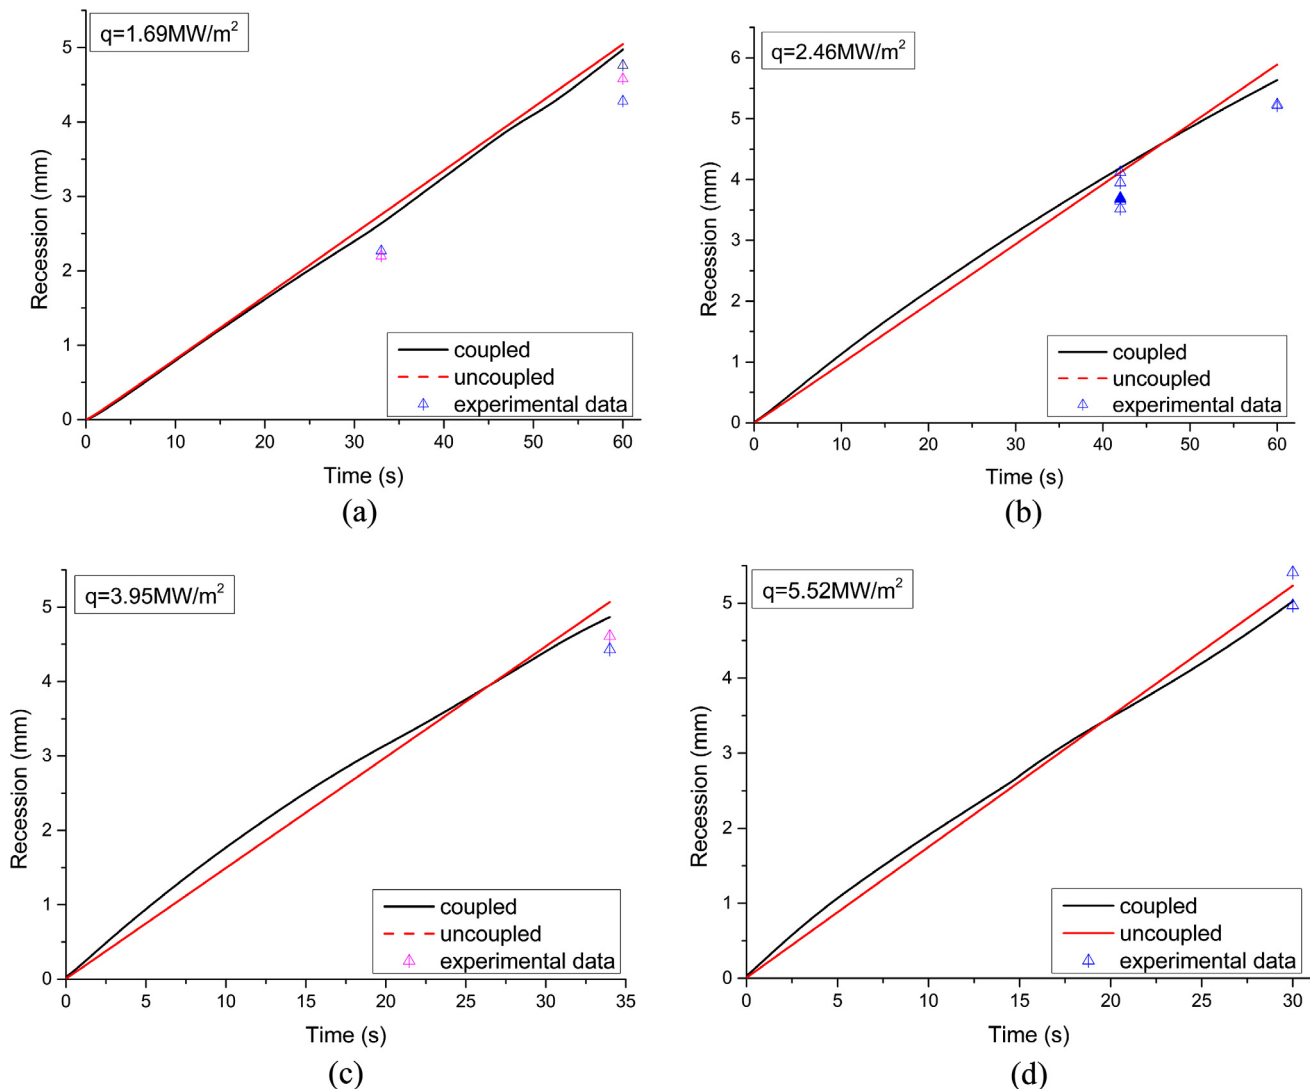 q=1.69MW/m²
5
4
3
2
1
0
Recession (mm)
0 10 20 30 40 50 60
Time (s)
coupled
uncoupled
experimental data
(a)
q=2.46MW/m²
6
5
4
3
2
1
0
Recession (mm)
0 10 20 30 40 50 60
Time (s)
coupled
uncoupled
experimental data
(b)
q=3.95MW/m²
5
4
3
2
1
0
Recession (mm)
0 5 10 15 20 25 30 35
Time (s)
coupled
uncoupled
experimental data
(c)
q=5.52MW/m²
5
4
3
2
1
0
Recession (mm)
0 5 10 15 20 25 30
Time (s)
coupled
uncoupled
experimental data
(d)